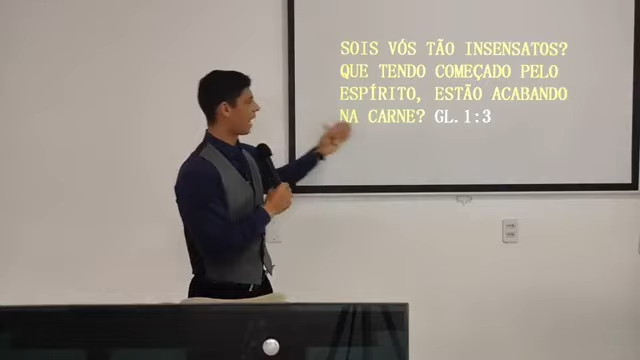 SOIS VÓS TÃO INSENSATOS?
QUE TENDO COMEÇADO PELO
ESPÍRITO, ESTÃO ACABANDO
NA CARNE? GL.1:3